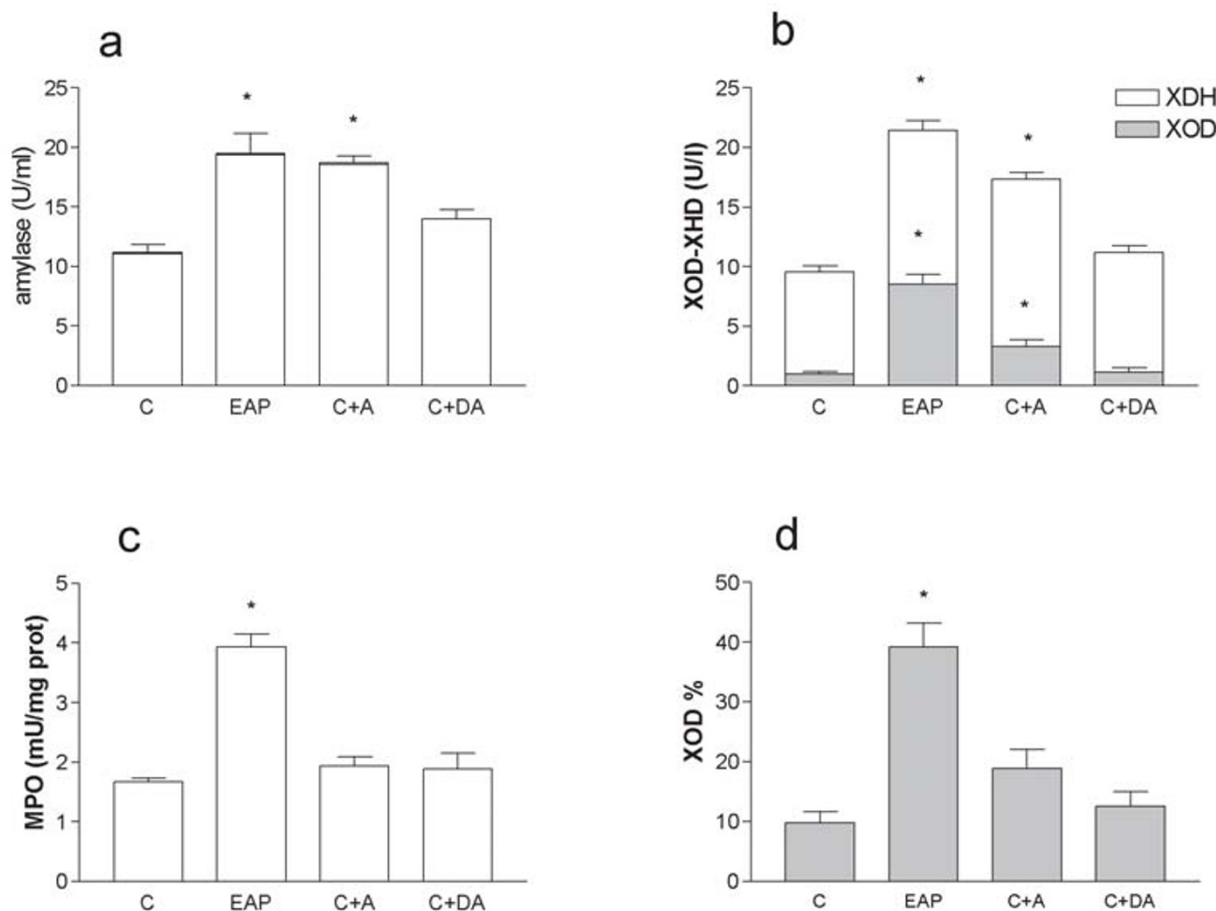 a
amylase (U/ml)
25
*
*
20
15
10
5
0
C EAP C+A C+DA
b
XOD-XHD (U/l)
25
*
*
XDH
XOD
20
15
*
10
*
5
0
C EAP C+A C+DA
c
MPO (mU/mg prot)
5
*
4
3
2
1
0
C EAP C+A C+DA
d
XOD %
50
*
40
30
20
10
0
C EAP C+A C+DA